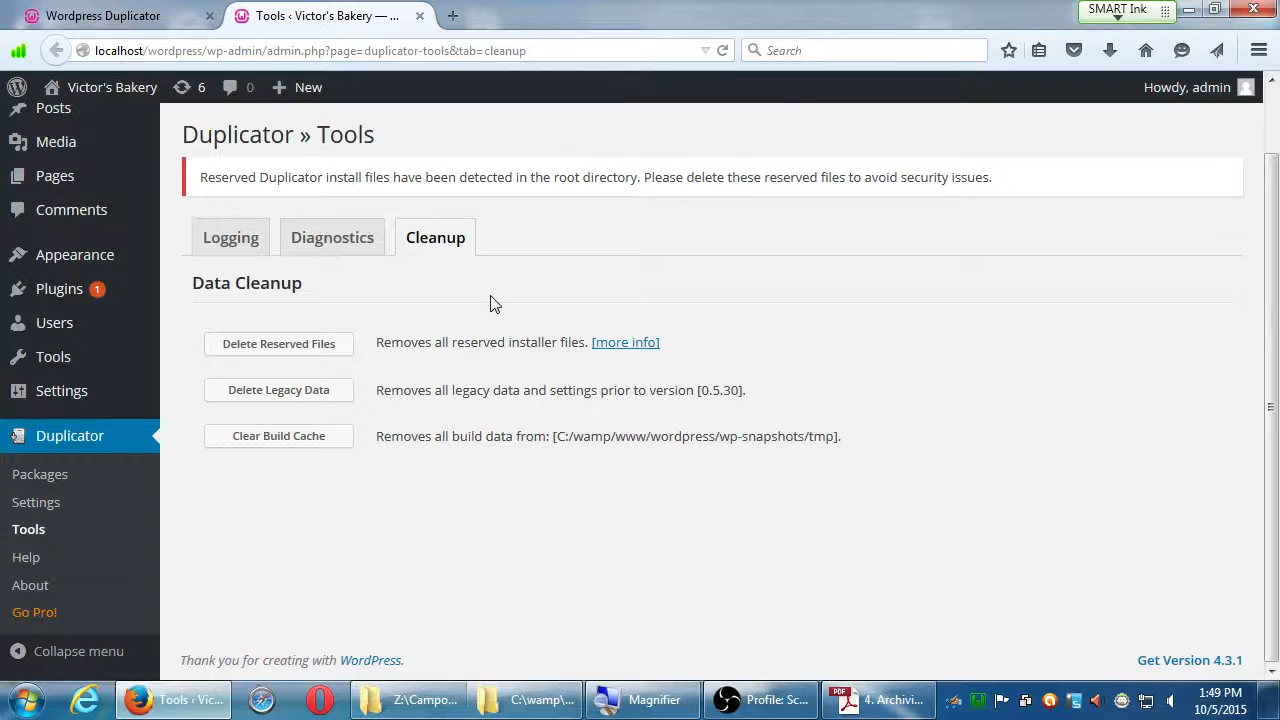 Wordpress Duplicator
Tools ‹ Victor's Bakery — ...
SMART Ink
localhost/wordpress/wp-admin/admin.php?page=duplicator-tools&tab=cleanup
Search
Victor's Bakery
6
0
New
Howdy, admin
Posts
Media
Pages
Comments
Appearance
Plugins 1
Users
Tools
Settings
Duplicator
Packages
Settings
Tools
Help
About
Go Pro!
Collapse menu
Duplicator » Tools
Reserved Duplicator install files have been detected in the root directory. Please delete these reserved files to avoid security issues.
Logging
Diagnostics
Cleanup
Data Cleanup
Delete Reserved Files
Removes all reserved installer files. [more info]
Delete Legacy Data
Removes all legacy data and settings prior to version [0.5.30].
Clear Build Cache
Removes all build data from: [C:/wamp/www/wordpress/wp-snapshots/tmp].
Thank you for creating with WordPress.
Get Version 4.3.1
Tools ‹ Vic...
Z:\Campo...
C:\wamp\...
Magnifier
Profile: Sc...
PDF
4. Archivi...
1:49 PM
10/5/2015